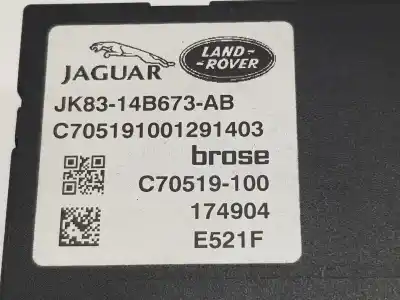 JAGUAR
LAND-
-ROVER
JK83-14B673-AB
C705191001291403
brose
C70519-100
174904
E521F